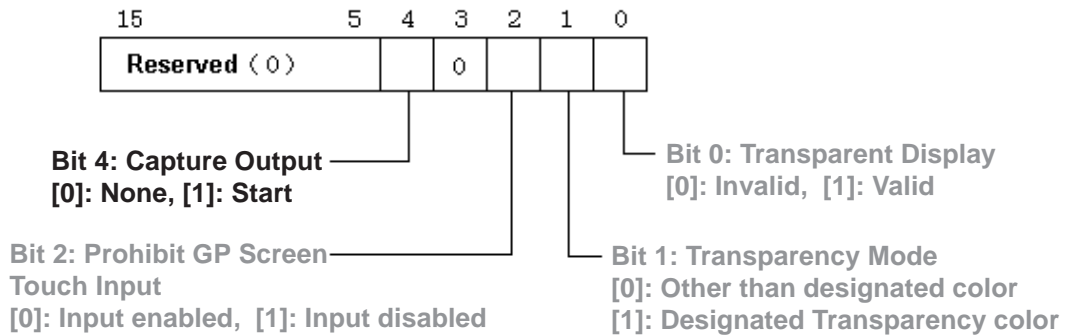 15 5 4 3 2 1 0
Reserved (0) 0
Bit 4: Capture Output
[0]: None, [1]: Start
Bit 0: Transparent Display
[0]: Invalid, [1]: Valid
Bit 2: Prohibit GP Screen
Touch Input
[0]: Input enabled, [1]: Input disabled
Bit 1: Transparency Mode
[0]: Other than designated color
[1]: Designated Transparency color